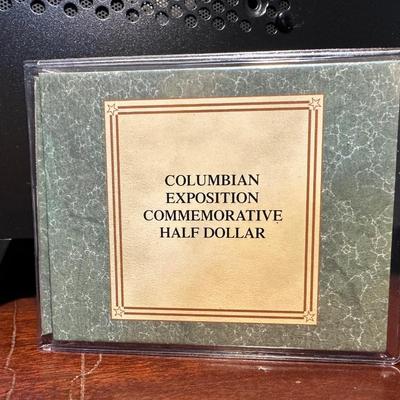 COLUMBIAN
EXPOSITION
COMMEMORATIVE
HALF DOLLAR